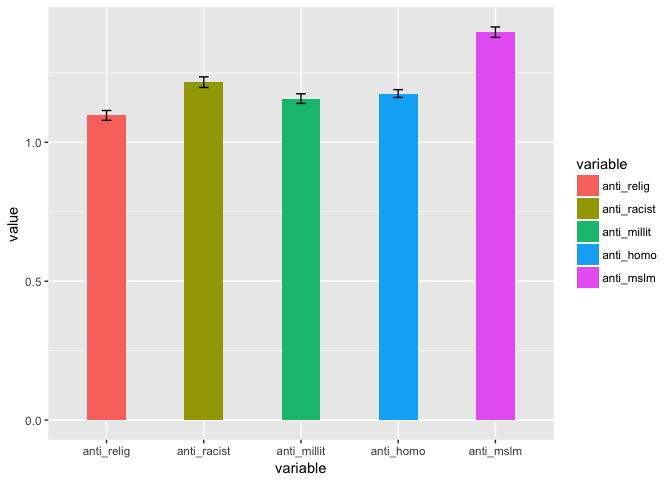 value
1.0
0.5
0.0
anti_relig
anti_racist
anti_millit
anti_homo
anti_mslm
variable
variable
anti_relig
anti_racist
anti_millit
anti_homo
anti_mslm